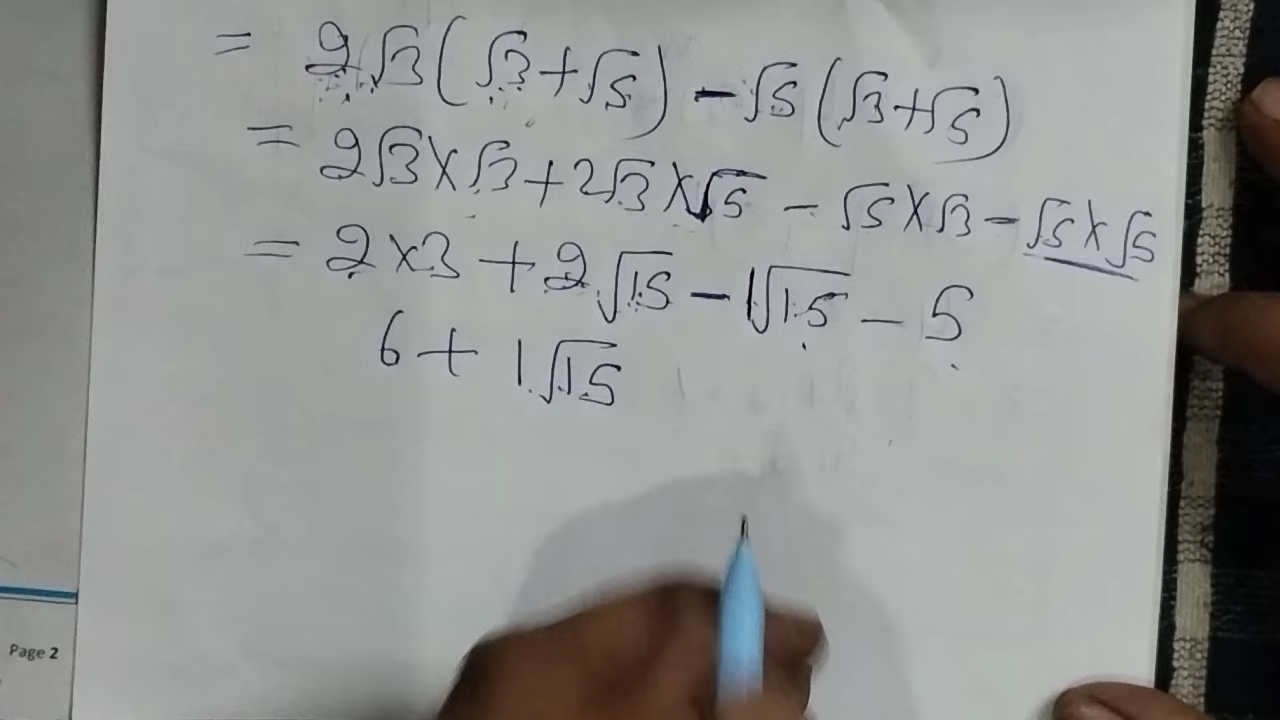 = 2√3(√3+√5) - √5(√3+√5)
= 2√3×√3+2√3×√5 - √5×√3-√5×√5
= 2×3 + 2√15 - 1√15 - 5
6 + 1√15
Page 2